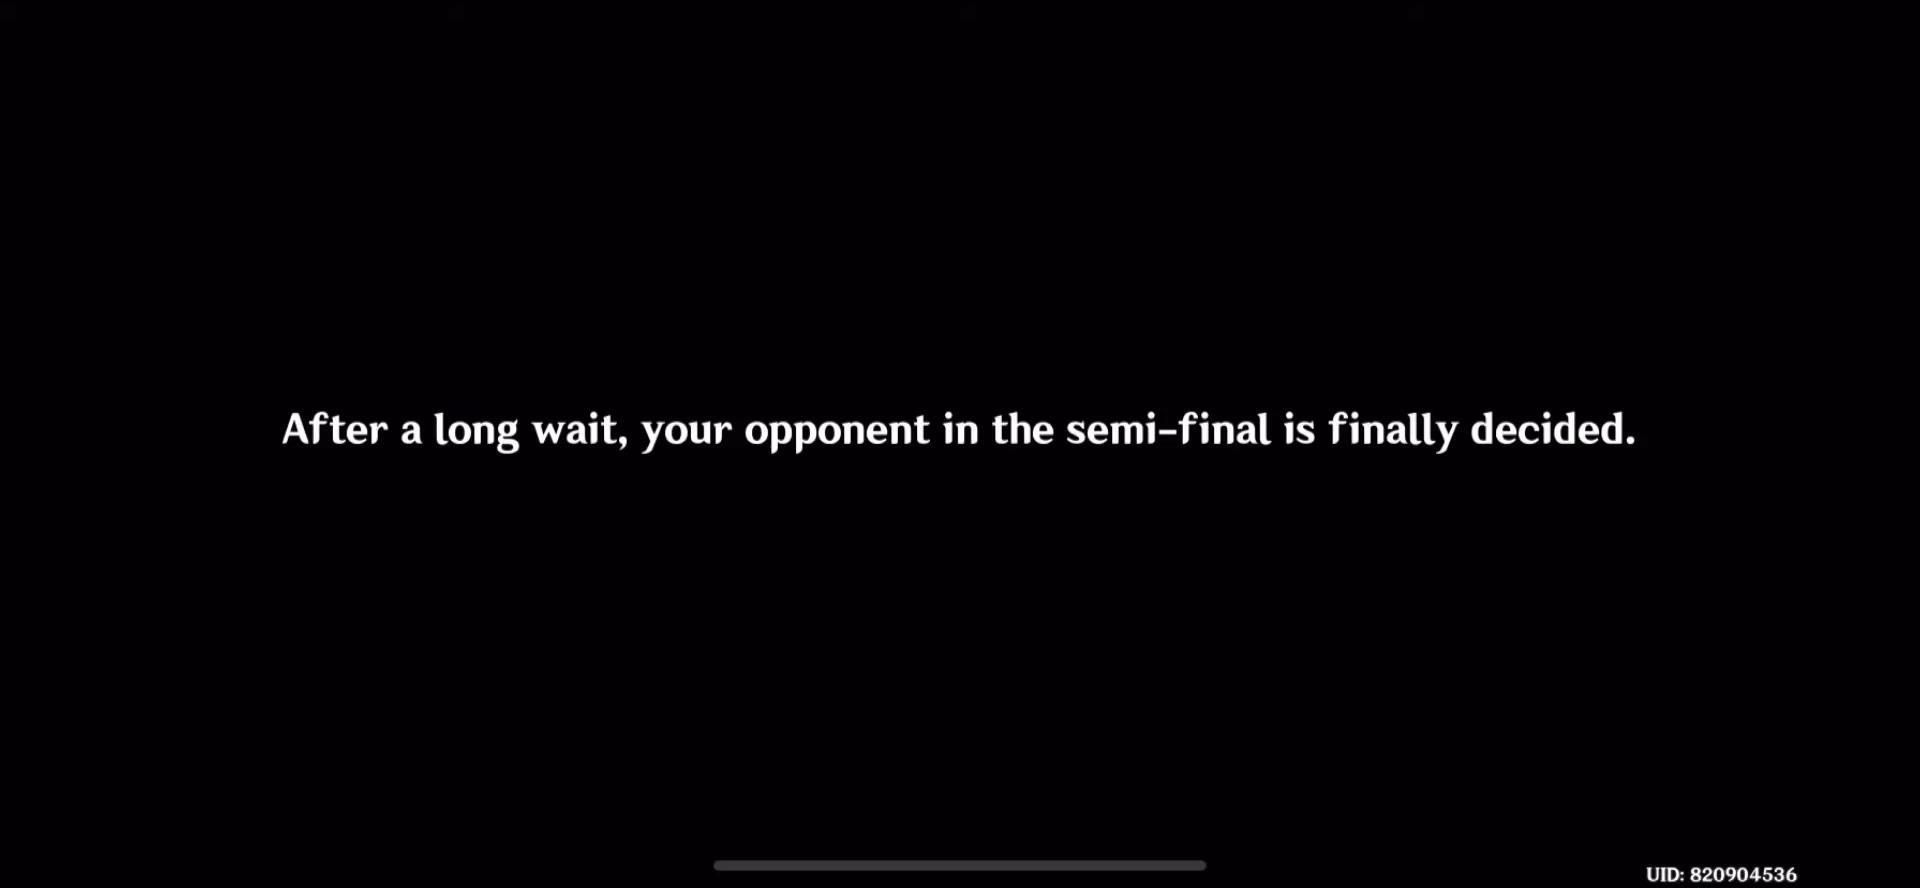 After a long wait, your opponent in the semi-final is finally decided.
UID: 820904536